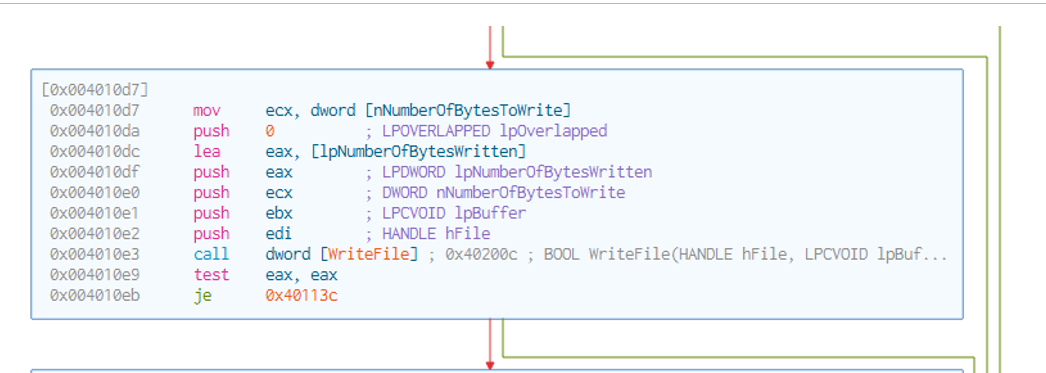 [0x004010d7]
0x004010d7 mov ecx, dword [nNumberOfBytesToWrite]
0x004010da push 0 ; LPOVERLAPPED lpOverlapped
0x004010dc lea eax, [lpNumberOfBytesWritten]
0x004010df push eax ; LPDWORD lpNumberOfBytesWritten
0x004010e0 push ecx ; DWORD nNumberOfBytesToWrite
0x004010e1 push ebx ; LPCVOID lpBuffer
0x004010e2 push edi ; HANDLE hFile
0x004010e3 call dword [WriteFile] ; 0x40200c ; BOOL WriteFile(HANDLE hFile, LPCVOID lpBuf...
0x004010e9 test eax, eax
0x004010eb je 0x40113c